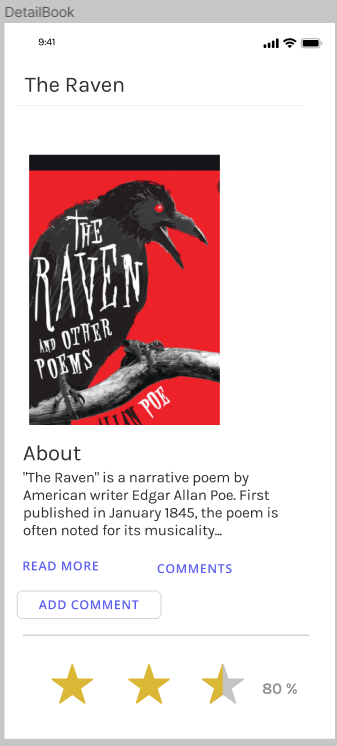 DetailBook
9:41
The Raven
THE
RAVEN
AND OTHER
POEMS
ALLAN POE
About
"The Raven" is a narrative poem by
American writer Edgar Allan Poe. First
published in January 1845, the poem is
often noted for its musicality...
READ MORE
COMMENTS
ADD COMMENT
80 %